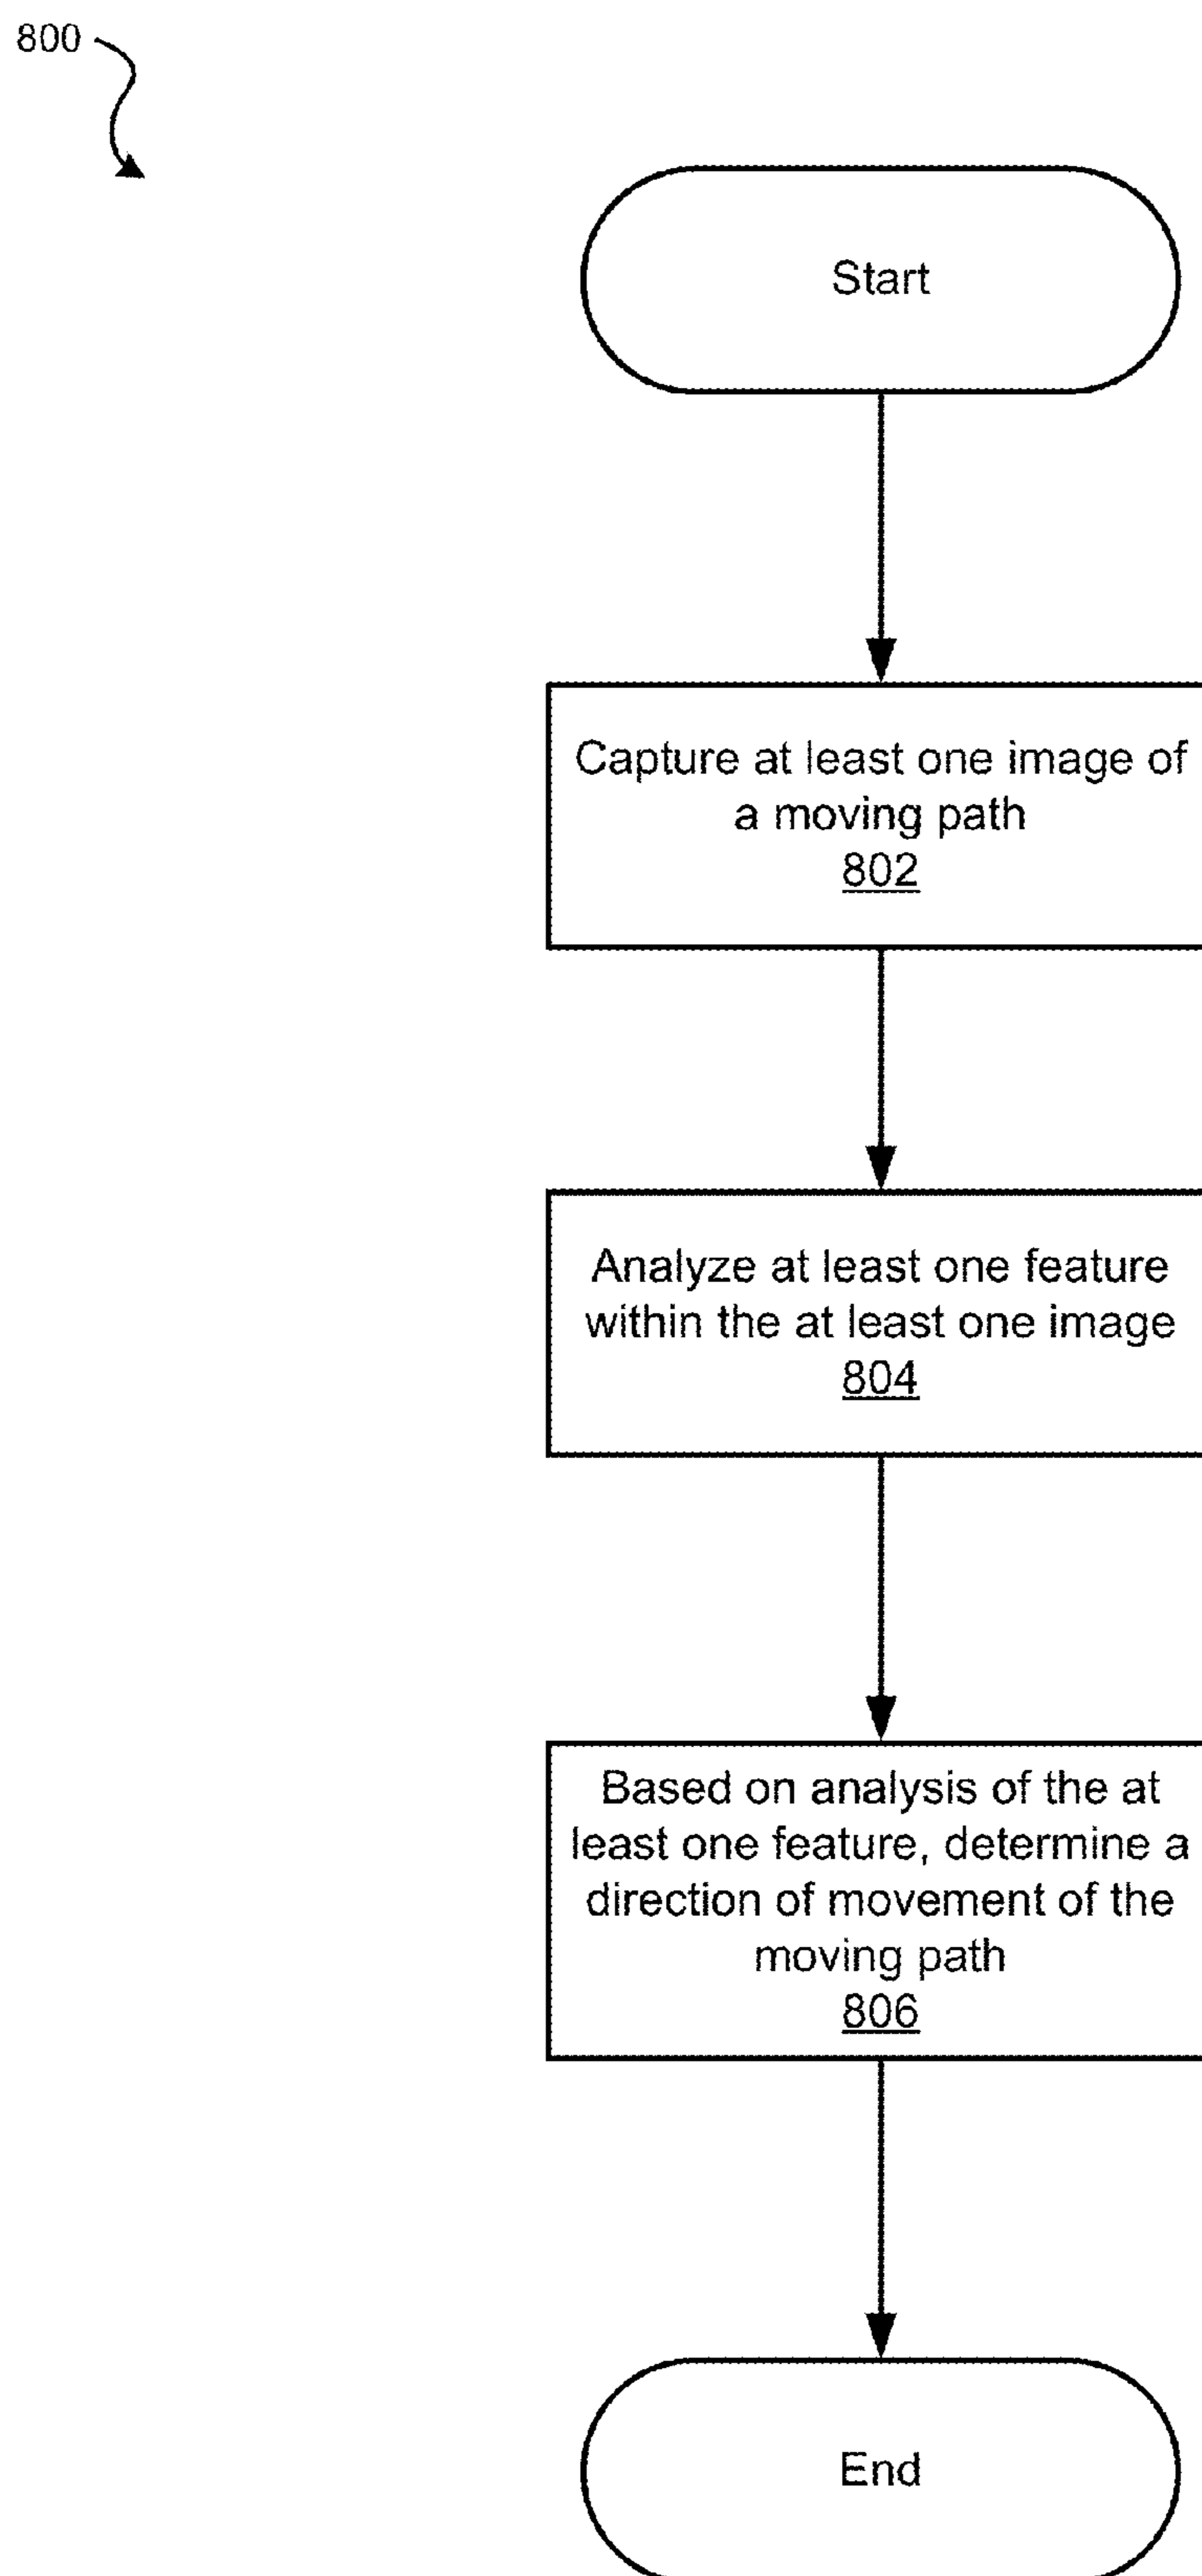 800
Start
Capture at least one image of
a moving path
802
Analyze at least one feature
within the at least one image
804
Based on analysis of the at
least one feature, determine a
direction of movement of the
moving path
806
End